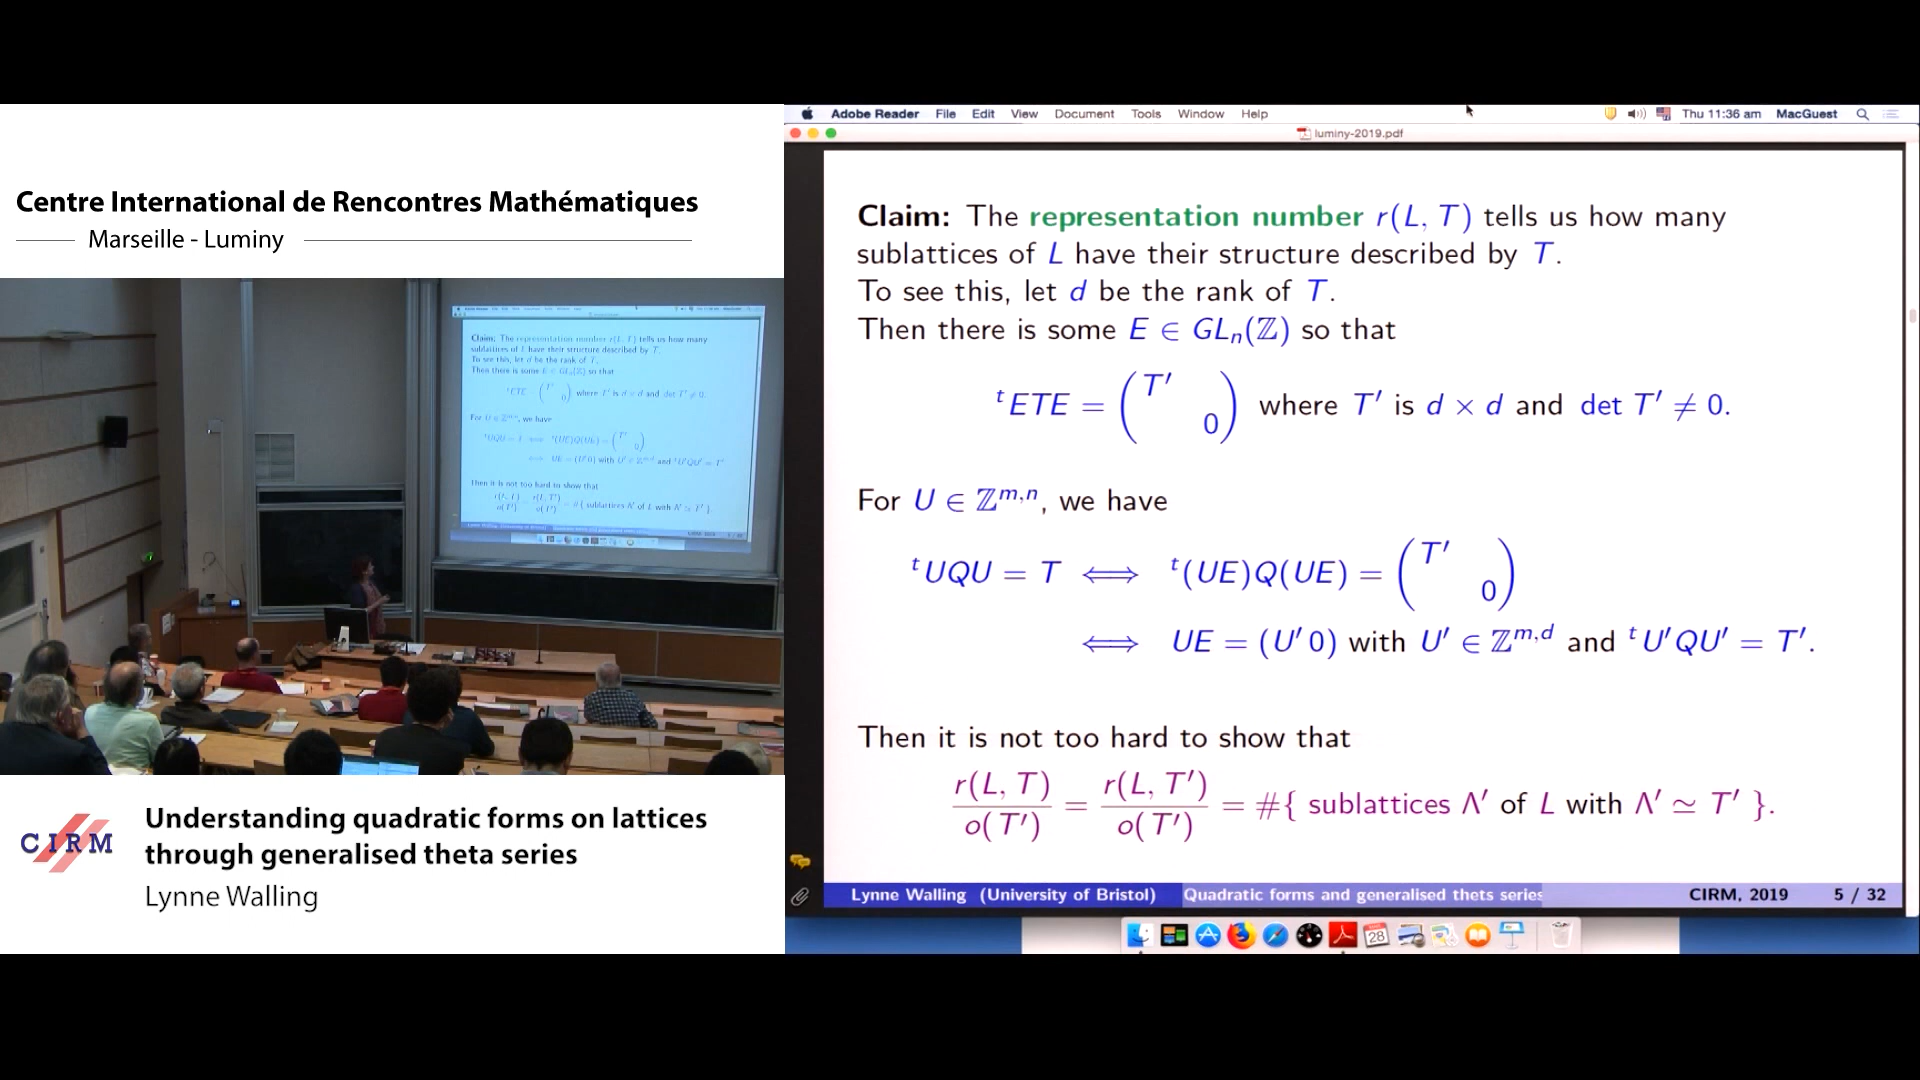 Centre International de Rencontres Mathématiques
Marseille - Luminy
CIRM
Understanding quadratic forms on lattices
through generalised theta series
Lynne Walling
Adobe Reader File Edit View Document Tools Window Help Thu 11:36 am MacGuest
luminy-2019.pdf
Claim: The representation number r(L, T) tells us how many
sublattices of L have their structure described by T.
To see this, let d be the rank of T.
Then there is some E ∈ GLₙ(ℤ) so that
ᵗETE = (T′ 0) where T′ is d × d and det T′ ≠ 0.
For U ∈ ℤ^{m,n}, we have
ᵗUQU = T ⟺ ᵗ(UE)Q(UE) = (T′ 0)
⟺ UE = (U′ 0) with U′ ∈ ℤ^{m,d} and ᵗU′QU′ = T′.
Then it is not too hard to show that
r(L, T)/o(T′) = r(L, T′)/o(T′) = #{ sublattices Λ′ of L with Λ′ ≃ T′ }.
Lynne Walling (University of Bristol) Quadratic forms and generalised thets series CIRM, 2019 5 / 32
28